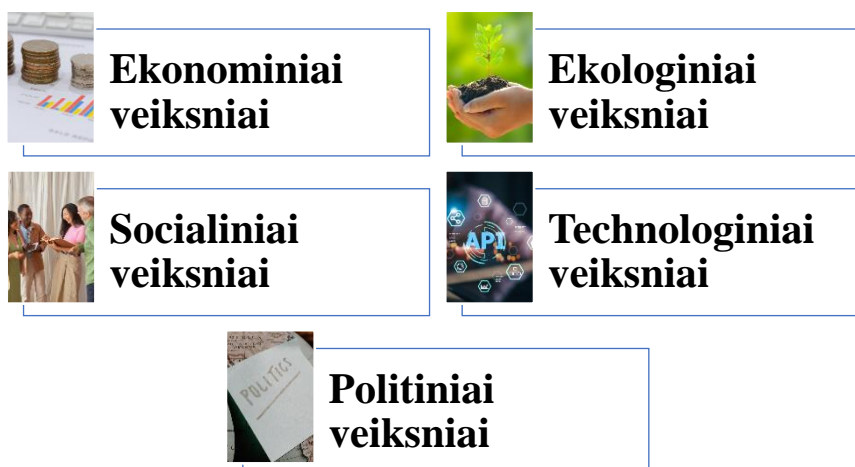 Ekonominiai
veiksniai
Ekologiniai
veiksniai
Socialiniai
veiksniai
API
Technologiniai
veiksniai
POLITICS
Politiniai
veiksniai